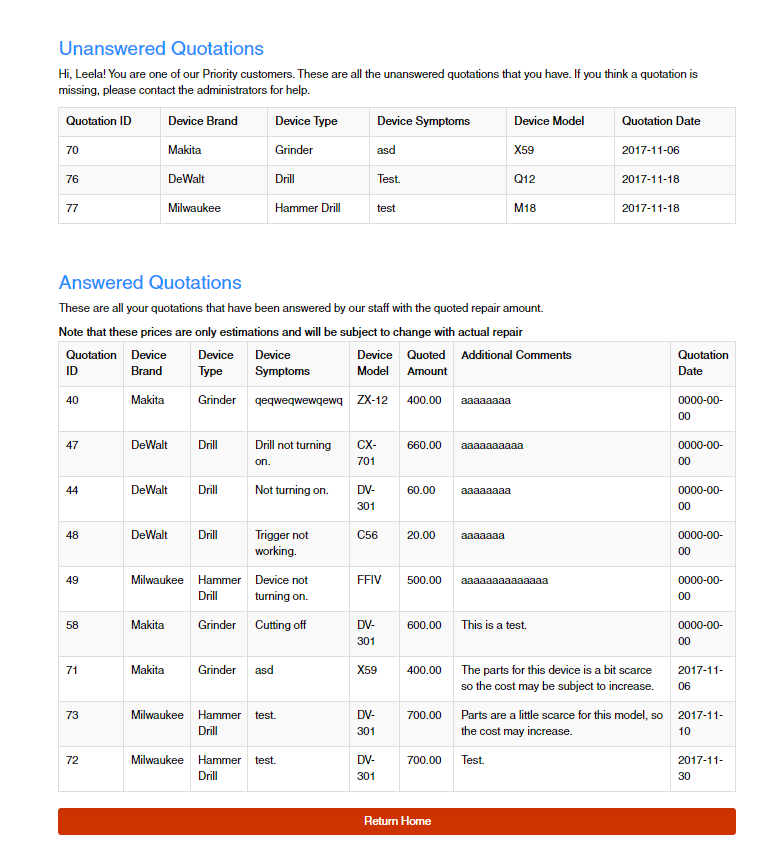 Unanswered Quotations
Hi, Leela! You are one of our Priority customers. These are all the unanswered quotations that you have. If you think a quotation is
missing, please contact the administrators for help.
Quotation ID Device Brand Device Type Device Symptoms Device Model Quotation Date
70 Makita Grinder asd X59 2017-11-06
76 DeWalt Drill Test. Q12 2017-11-18
77 Milwaukee Hammer Drill test M18 2017-11-18
Answered Quotations
These are all your quotations that have been answered by our staff with the quoted repair amount.
Note that these prices are only estimations and will be subject to change with actual repair
Quotation Device Device Device Device Quoted Additional Comments Quotation
ID Brand Type Symptoms Model Amount Date
40 Makita Grinder qeqweqwewqewq ZX-12 400.00 aaaaaaaa 0000-00-
00
47 DeWalt Drill Drill not turning CX- 660.00 aaaaaaaaaa 0000-00-
on. 701 00
44 DeWalt Drill Not turning on. DV- 60.00 aaaaaaaa 0000-00-
301 00
48 DeWalt Drill Trigger not C56 20.00 aaaaaaa 0000-00-
working. 00
49 Milwaukee Hammer Device not FFIV 500.00 aaaaaaaaaaaaaa 0000-00-
Drill turning on. 00
58 Makita Grinder Cutting off DV- 600.00 This is a test. 0000-00-
301 00
71 Makita Grinder asd X59 400.00 The parts for this device is a bit scarce 2017-11-
so the cost may be subject to increase. 06
73 Milwaukee Hammer test. DV- 700.00 Parts are a little scarce for this model, so 2017-11-
Drill 301 the cost may increase. 10
72 Milwaukee Hammer test. DV- 700.00 Test. 2017-11-
Drill 301 30
Return Home